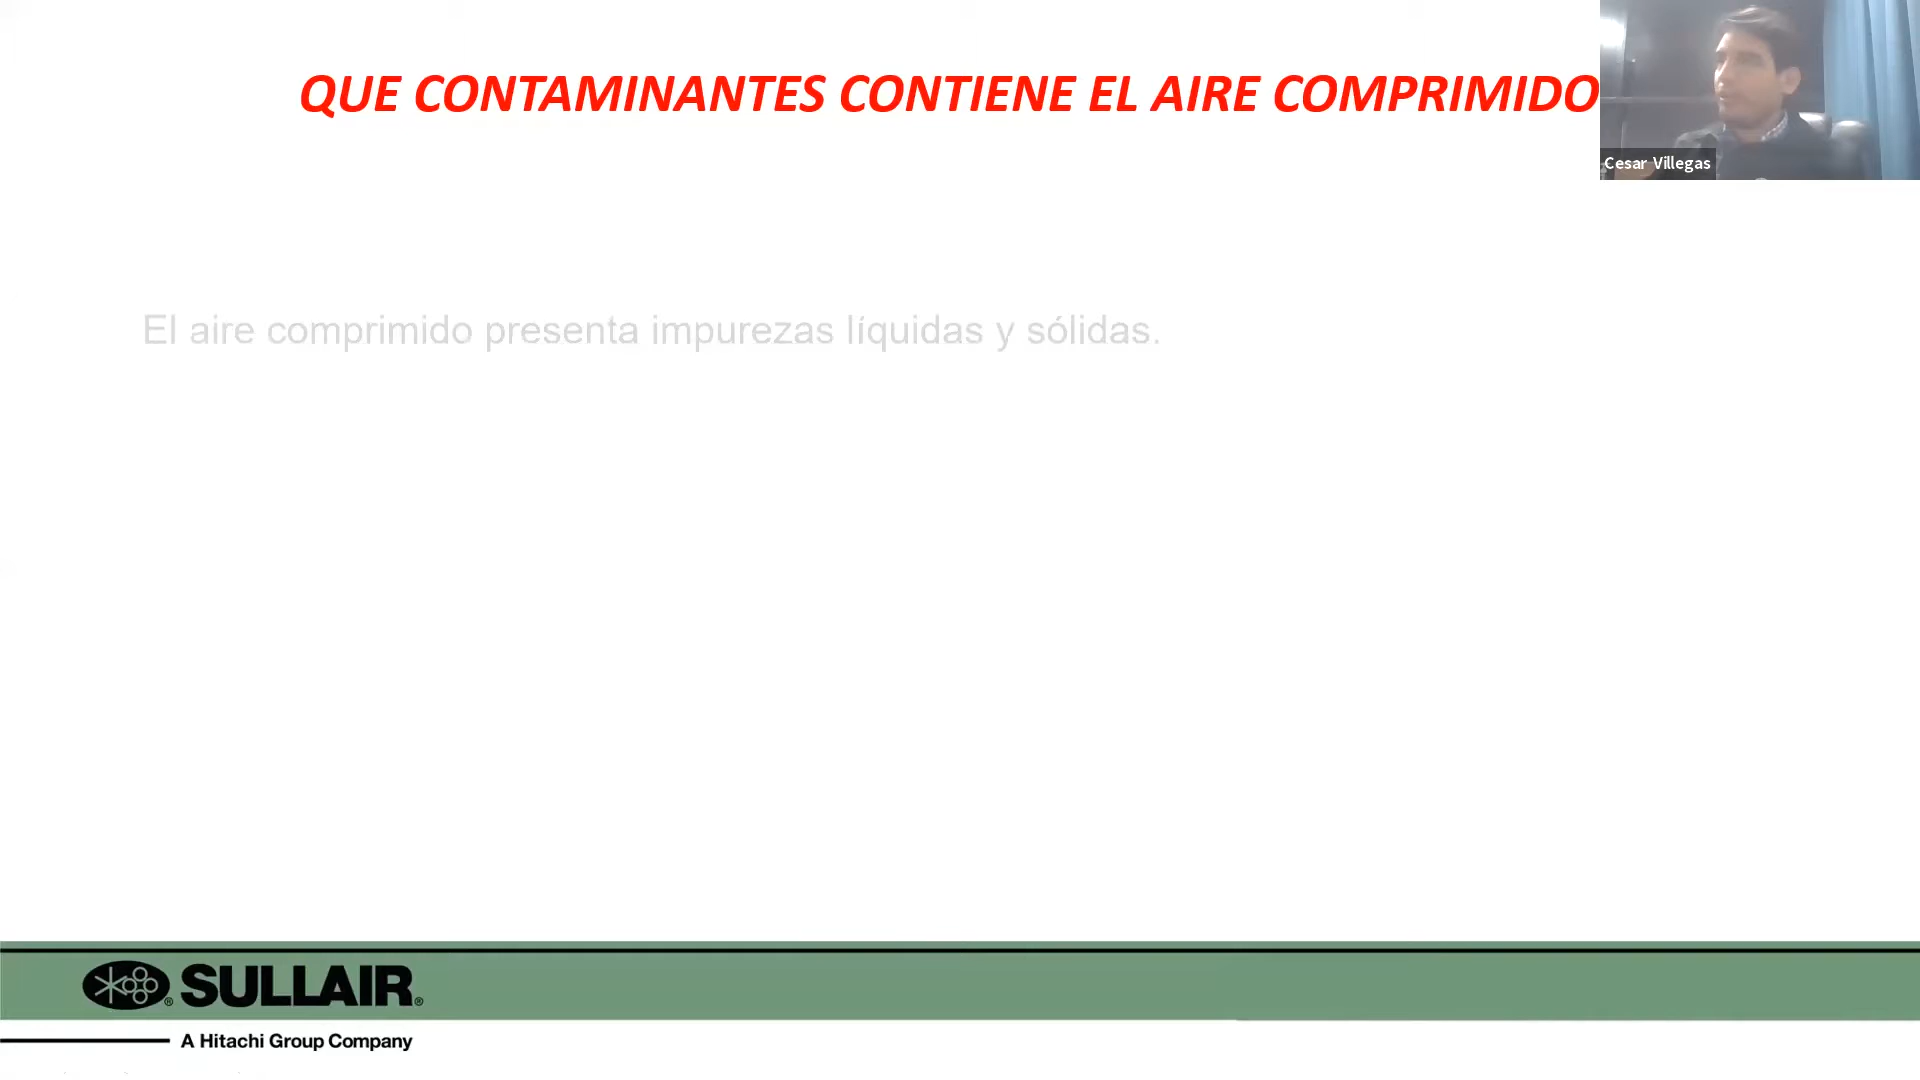 QUE CONTAMINANTES CONTIENE EL AIRE COMPRIMIDO
Cesar Villegas
El aire comprimido presenta impurezas líquidas y sólidas.
SULLAIR®
A Hitachi Group Company